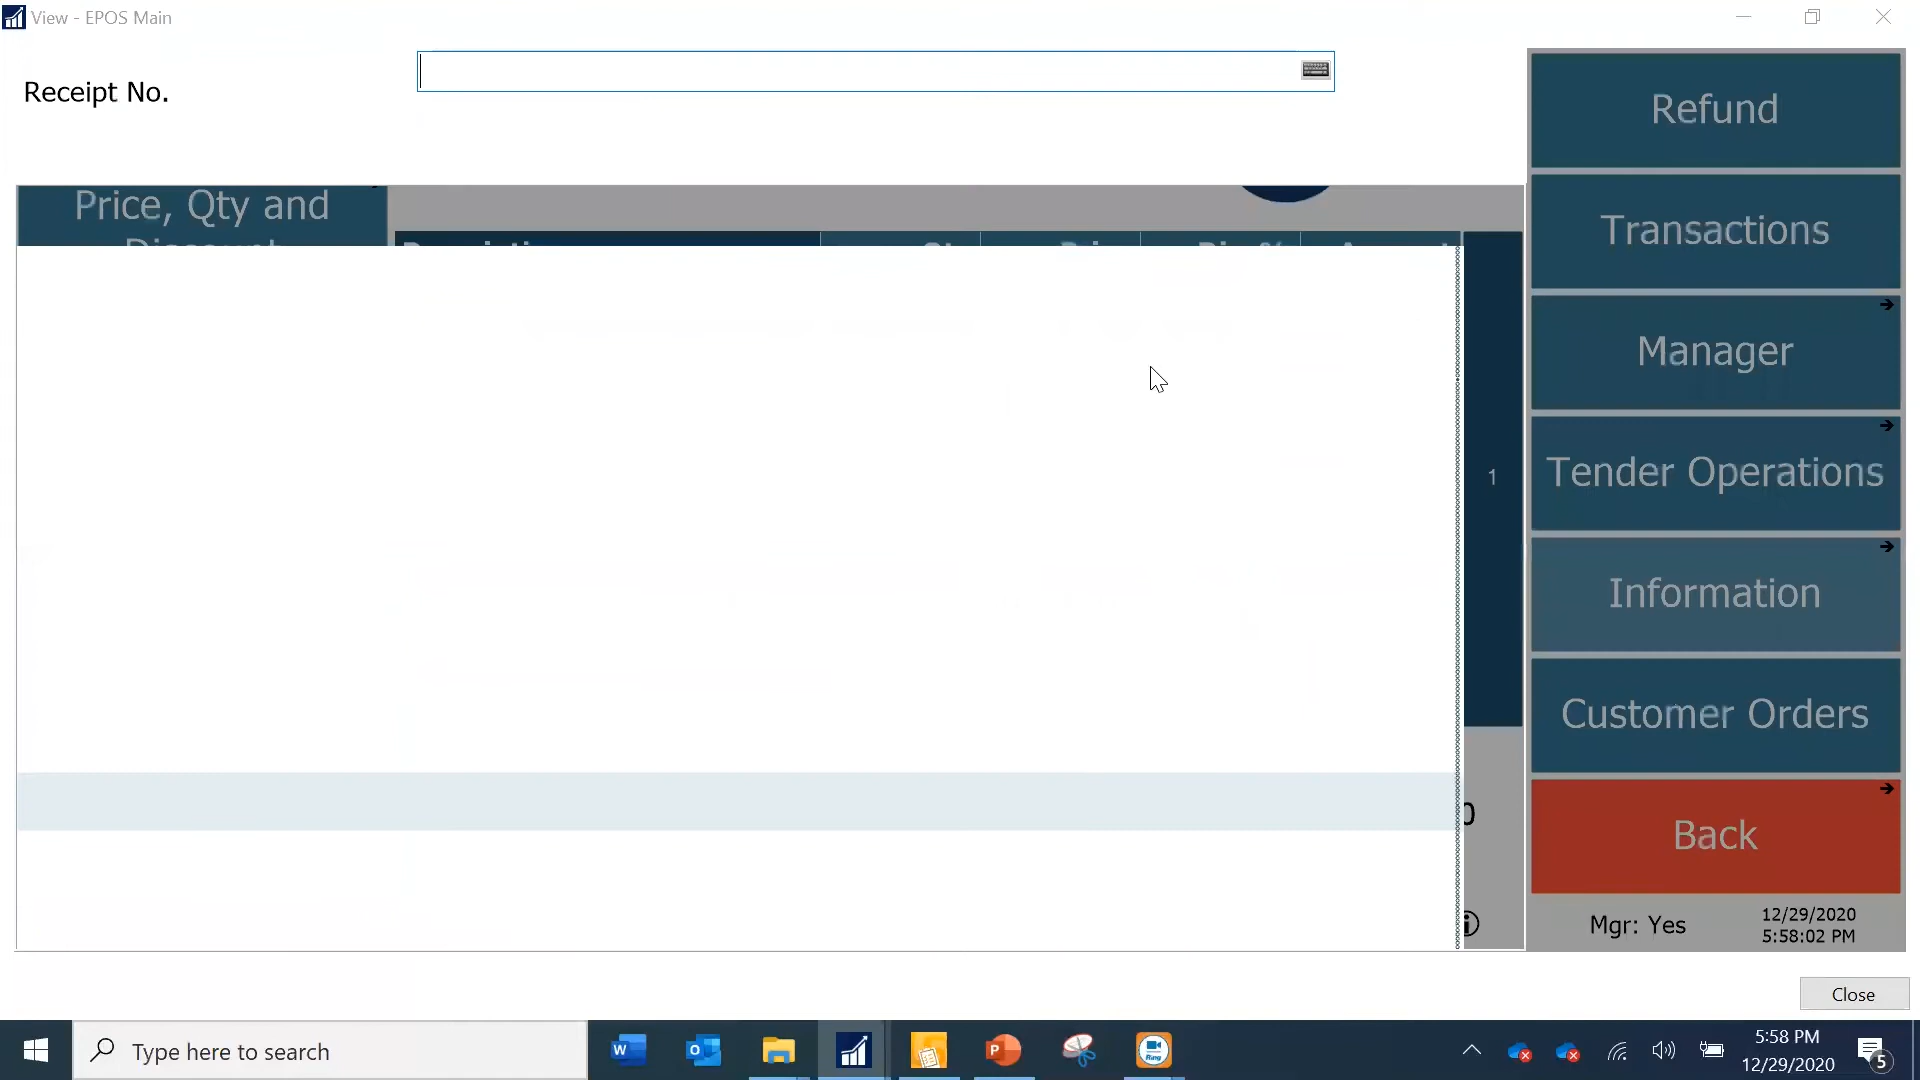 View - EPOS Main
Receipt No.
Refund
Transactions
Manager
Tender Operations
Information
Customer Orders
Back
Price, Qty and
1
0
Mgr: Yes
12/29/2020
5:58:02 PM
Close
Type here to search
W
O
P
Ring
5:58 PM
12/29/2020
5